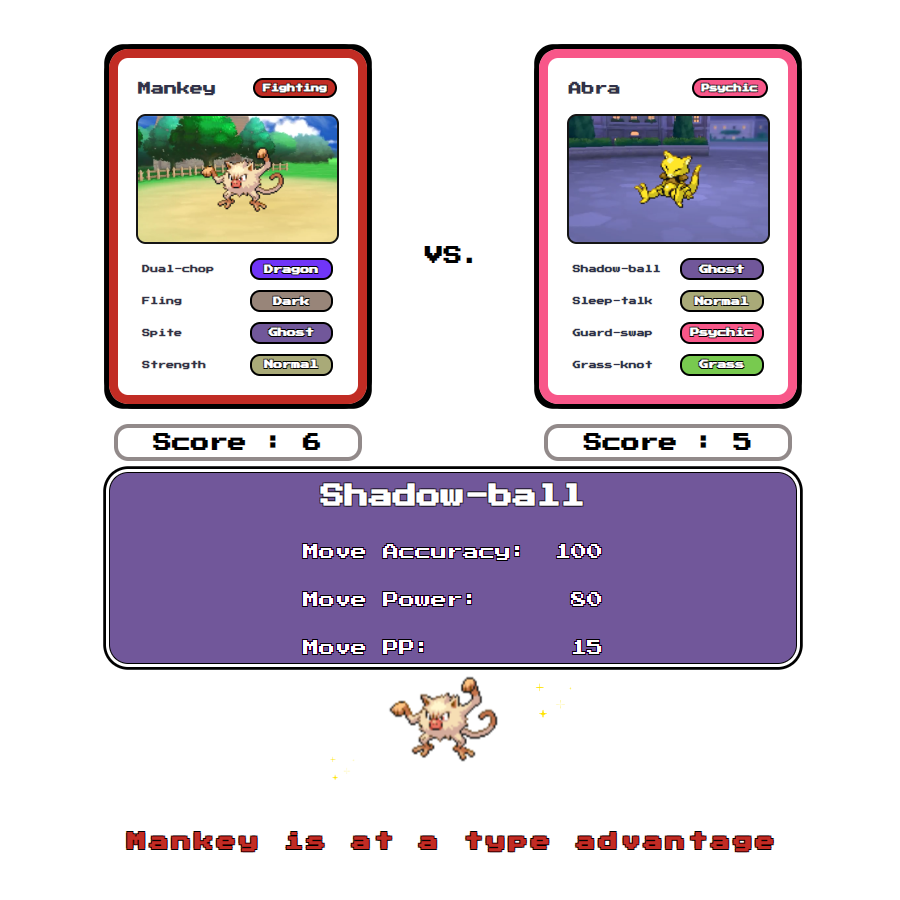 Mankey Fighting
Dual-chop Dragon
Fling Dark
Spite Ghost
Strength Normal
Score : 6
vs.
Abra Psychic
Shadow-ball Ghost
Sleep-talk Normal
Guard-swap Psychic
Grass-knot Grass
Score : 5
Shadow-ball
Move Accuracy: 100
Move Power: 80
Move PP: 15
Mankey is at a type advantage